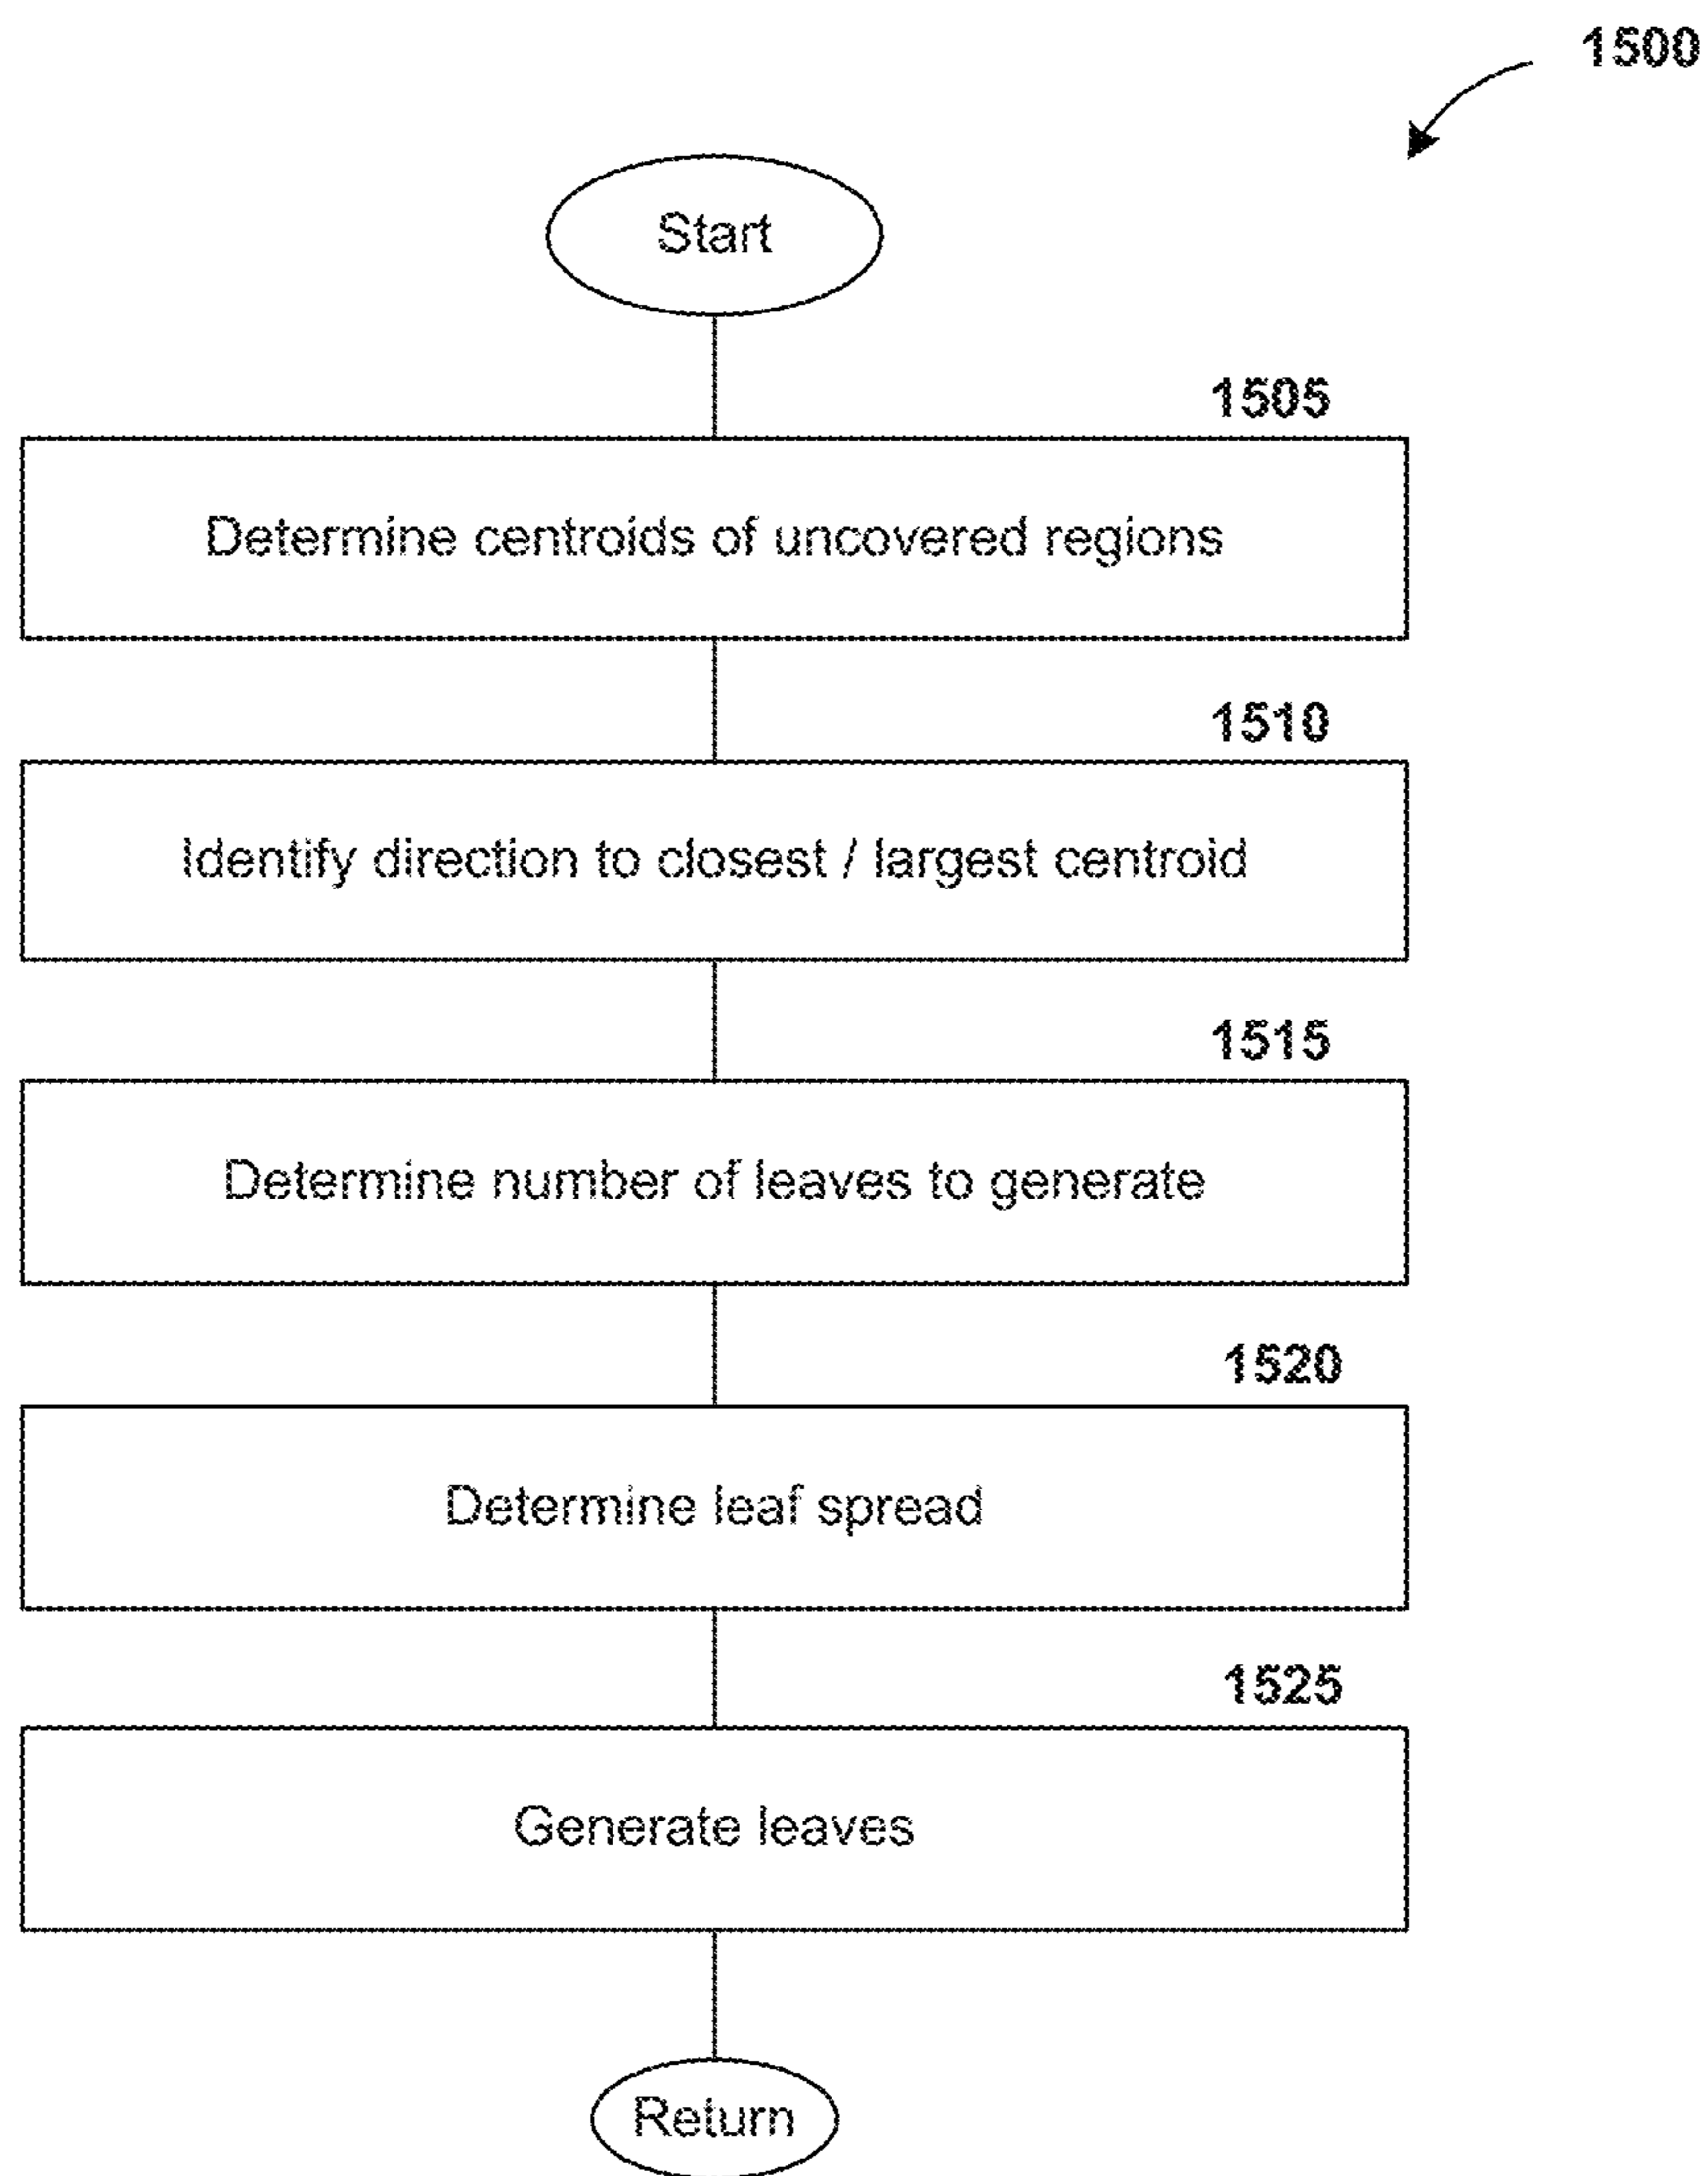 1500
Start
1505
Determine centroids of uncovered regions
1510
Identify direction to closest / largest centroid
1515
Determine number of leaves to generate
1520
Determine leaf spread
1525
Generate leaves
Return